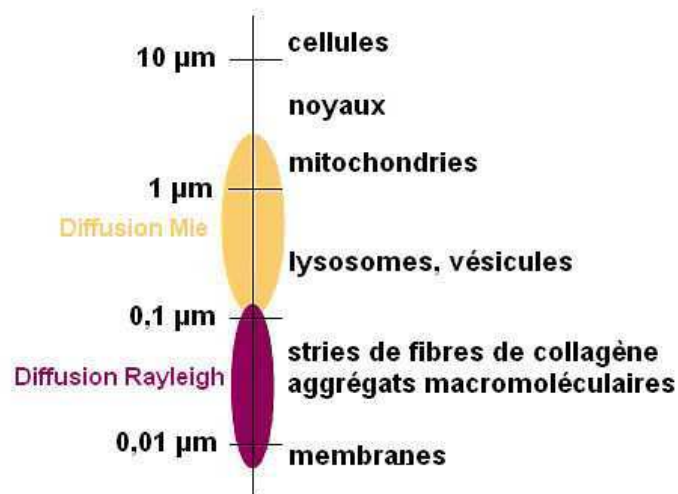 cellules
10 µm
noyaux
mitochondries
1 µm
Diffusion Mie
lysosomes, vésicules
0,1 µm
stries de fibres de collagène
Diffusion Rayleigh
aggrégats macromoléculaires
0,01 µm
membranes